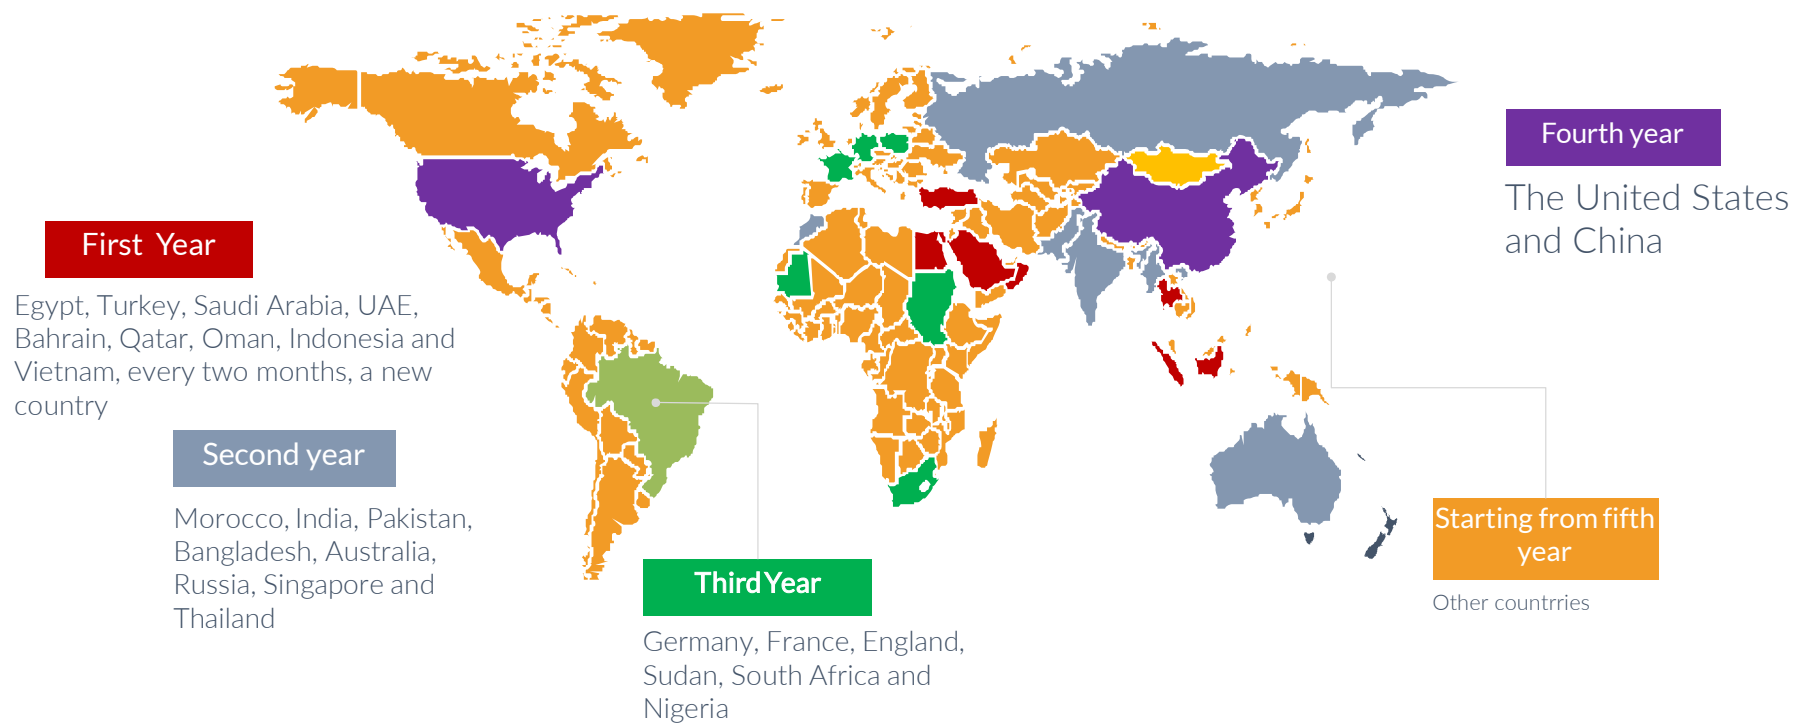 First Year
Egypt, Turkey, Saudi Arabia, UAE,
Bahrain, Qatar, Oman, Indonesia and
Vietnam, every two months, a new
country
Second year
Morocco, India, Pakistan,
Bangladesh, Australia,
Russia, Singapore and
Thailand
Third Year
Germany, France, England,
Sudan, South Africa and
Nigeria
Fourth year
The United States
and China
Starting from fifth
year
Other countrries